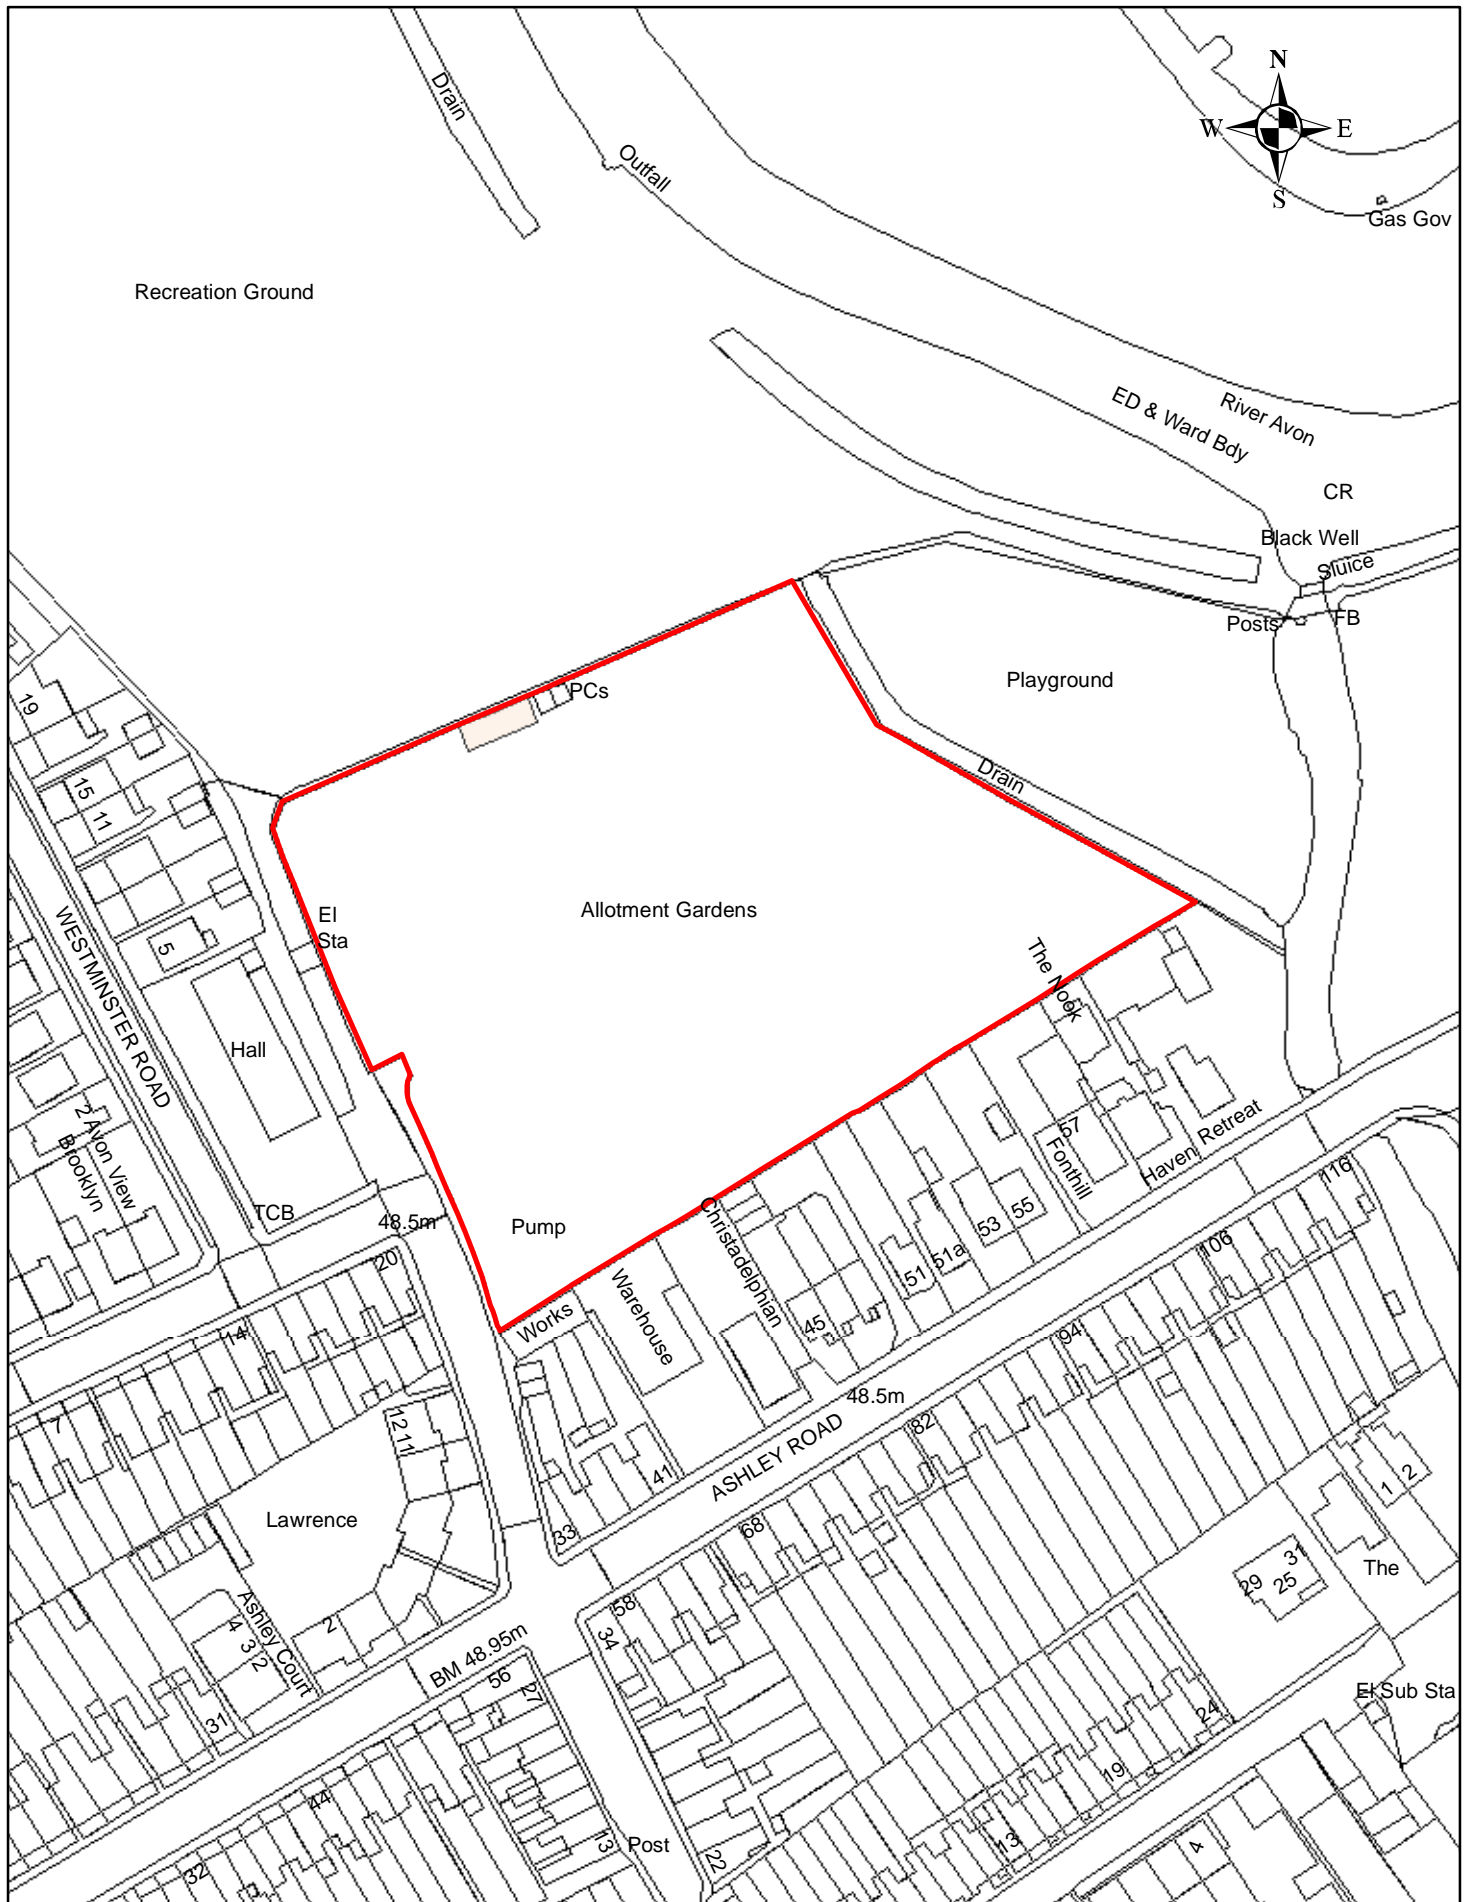 Drain
Outfall
N
W
E
S
Gas Gov
Recreation Ground
River Avon
ED & Ward Bdy
CR
Black Well
Sluice
Posts
FB
Playground
PCs
19
15
11
Drain
El
Sta
Allotment Gardens
5
WESTMINSTER ROAD
The Nook
Hall
2 Avon View
Brooklyn
57
Fonthill
Haven
Retreat
116
TCB
48.5m
Pump
Christadelphian
53
55
51
51a
106
20
Works
Warehouse
45
94
14
48.5m
82
7
12
11
41
ASHLEY ROAD
1
2
Lawrence
33
68
31
29
25
The
58
34
Ashley Court
4
3
2
2
BM 48.95m
56
27
El Sub Sta
31
24
44
19
32
13
Post
22
13
4